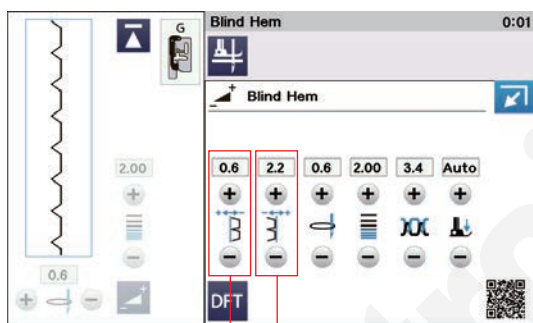 Blind Hem 0:01
G
Blind Hem
2.00
0.6 2.2 0.6 2.00 3.4 Auto
0.6
DFT